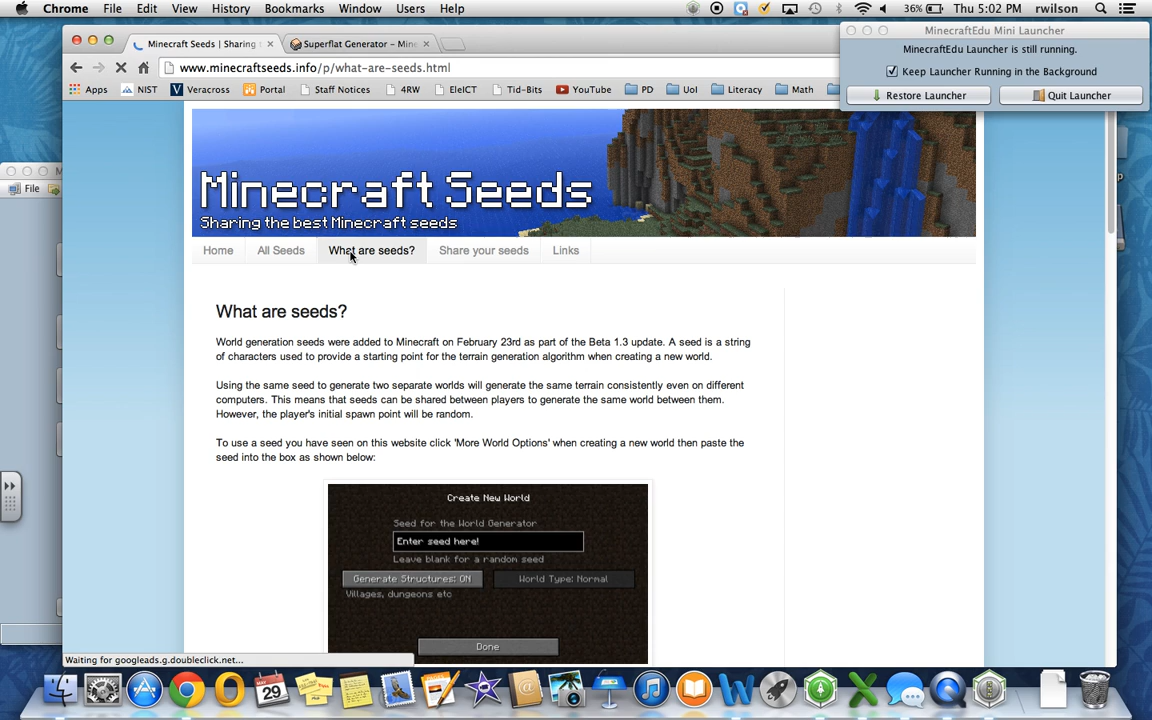 Chrome File Edit View History Bookmarks Window Users Help 36% Thu 5:02 PM rwilson
MinecraftEdu Mini Launcher
MinecraftEdu Launcher is still running.
Keep Launcher Running in the Background
Restore Launcher Quit Launcher
Minecraft Seeds | Sharing Superflat Generator – Mine
www.minecraftseeds.info/p/what-are-seeds.html
Apps NIST Veracross Portal Staff Notices 4RW EleICT Tid-Bits YouTube PD UoI Literacy Math
File
Minecraft Seeds
Sharing the best Minecraft seeds
Home All Seeds What are seeds? Share your seeds Links
What are seeds?
World generation seeds were added to Minecraft on February 23rd as part of the Beta 1.3 update. A seed is a string
of characters used to provide a starting point for the terrain generation algorithm when creating a new world.
Using the same seed to generate two separate worlds will generate the same terrain consistently even on different
computers. This means that seeds can be shared between players to generate the same world between them.
However, the player's initial spawn point will be random.
To use a seed you have seen on this website click 'More World Options' when creating a new world then paste the
seed into the box as shown below:
Create New World
Seed for the World Generator
Enter seed here!
Leave blank for a random seed
Generate Structures: ON World Type: Normal
Villages, dungeons etc
Done
Waiting for googleads.g.doubleclick.net...